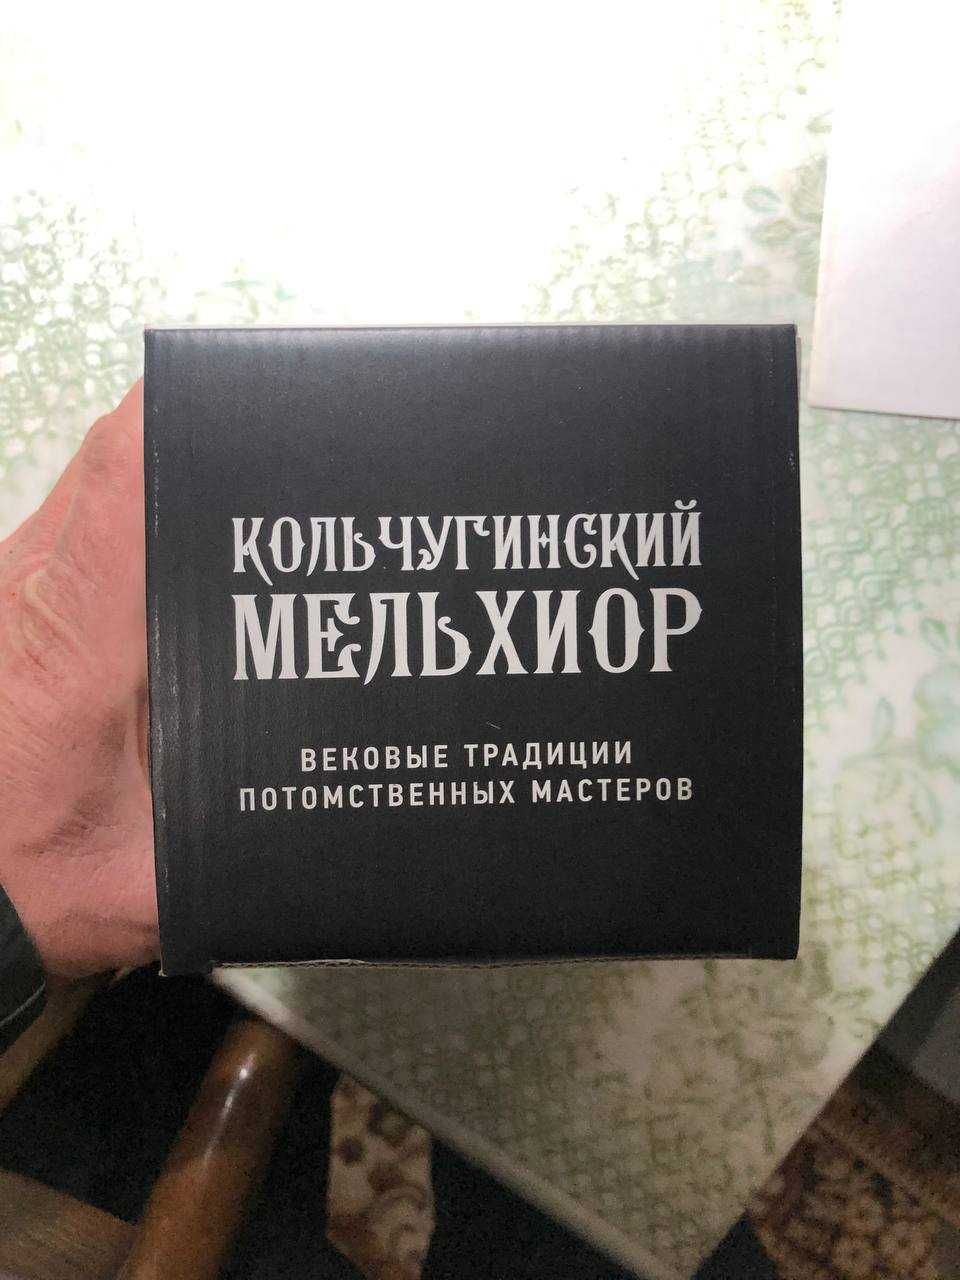 КОЛЬЧУГИНСКИЙ
МЕЛЬХИОР
ВЕКОВЫЕ ТРАДИЦИИ
ПОТОМСТВЕННЫХ МАСТЕРОВ